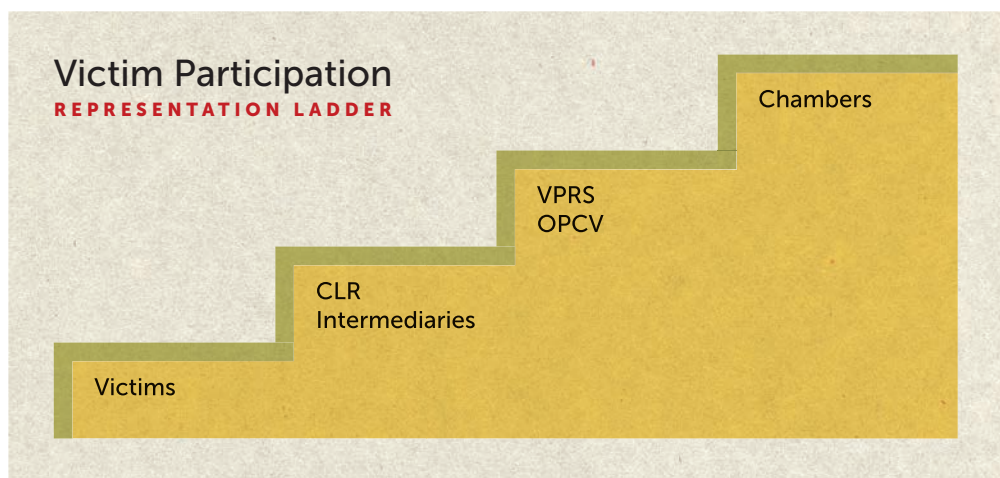 Victim Participation
REPRESENTATION LADDER
Chambers
VPRS
OPCV
CLR
Intermediaries
Victims